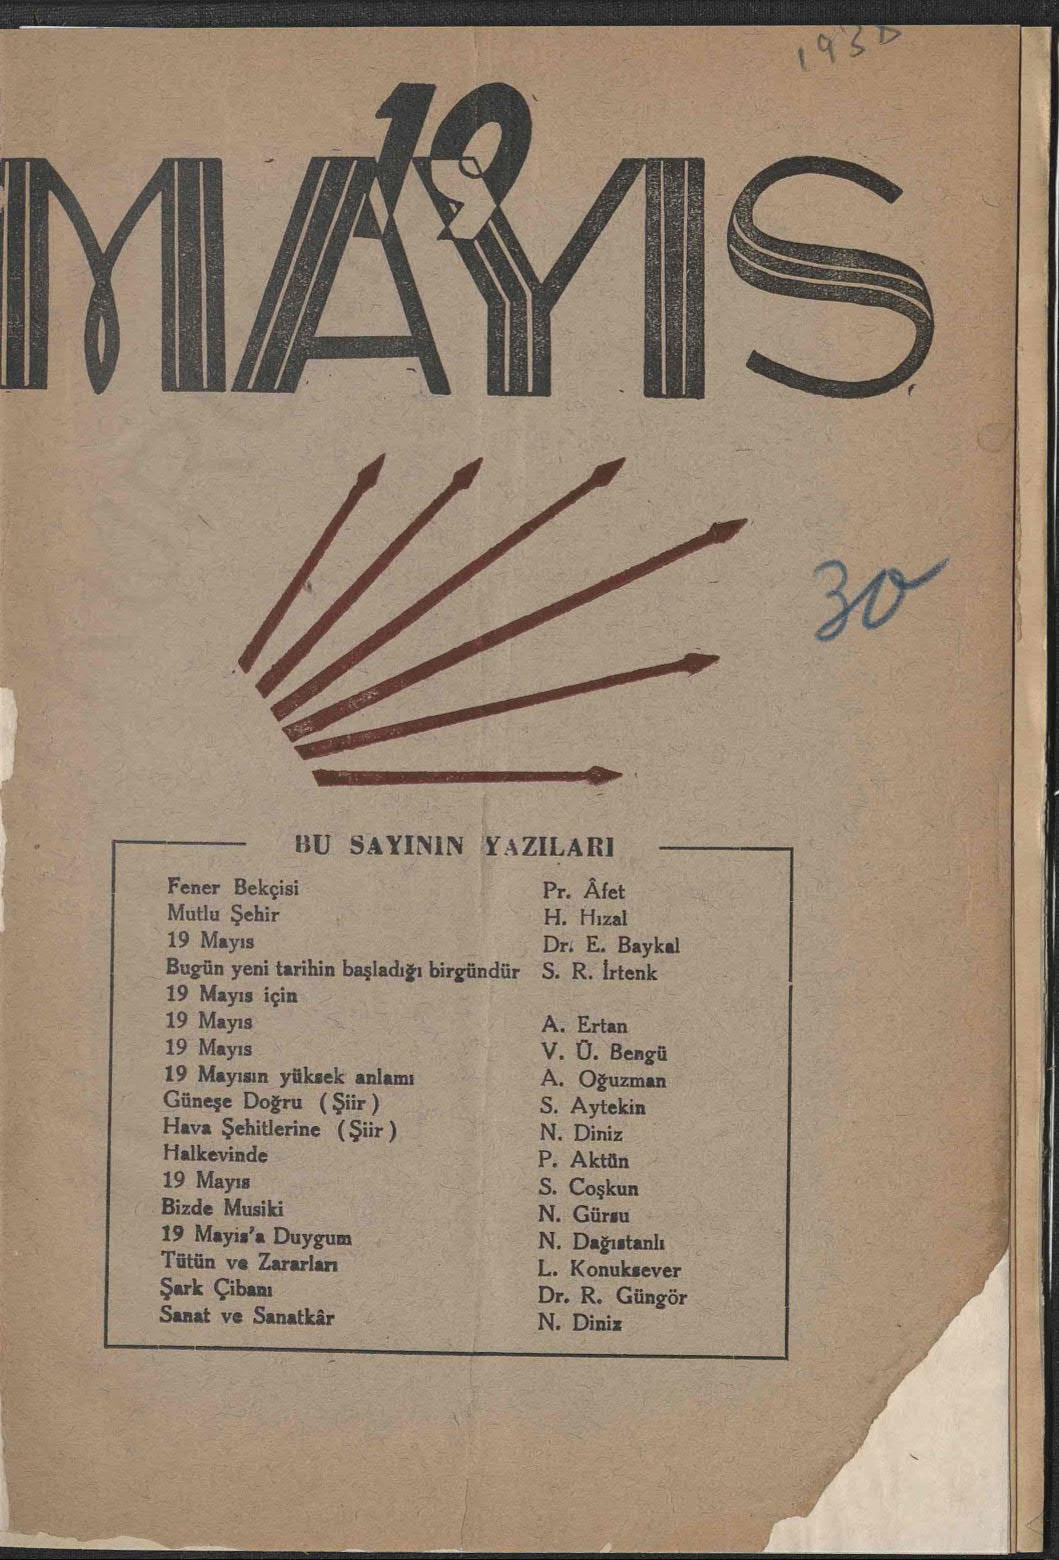 1930
19
MAYIS
30
BU SAYININ YAZILARI
Fener Bekçisi Pr. Âfet
Mutlu Şehir H. Hızal
19 Mayıs Dr. E. Baykal
Bugün yeni tarihin başladığı birgündür S. R. İrtenk
19 Mayıs için
19 Mayıs A. Ertan
19 Mayıs V. Ü. Bengü
19 Mayısın yüksek anlamı A. Oğuzman
Güneşe Doğru (Şiir) S. Aytekin
Hava Şehitlerine (Şiir) N. Diniz
Halkevinde P. Aktün
19 Mayıs S. Coşkun
Bizde Musiki N. Gürsu
19 Mayis'a Duygum N. Dağıstanlı
Tütün ve Zararları L. Konuksever
Şark Çibanı Dr. R. Güngör
Sanat ve Sanatkâr N. Diniz